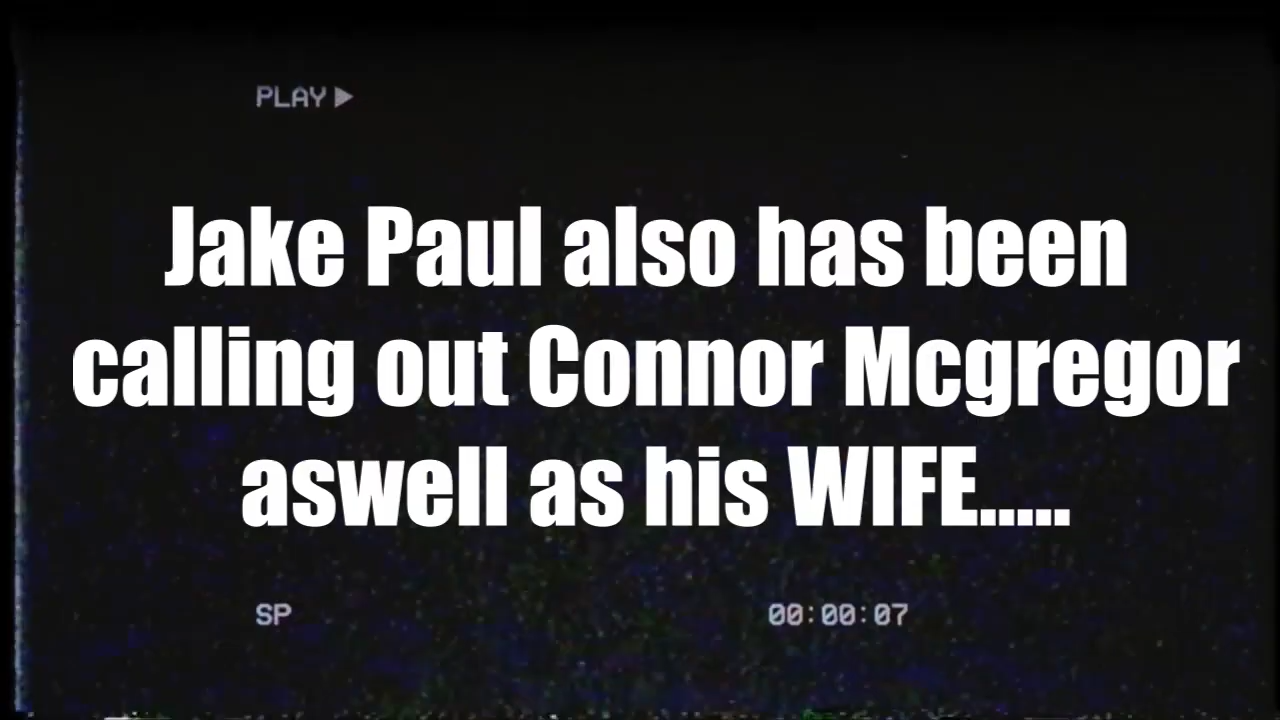 PLAY ▶
Jake Paul also has been
calling out Connor Mcgregor
aswell as his WIFE.....
SP
00:00:07